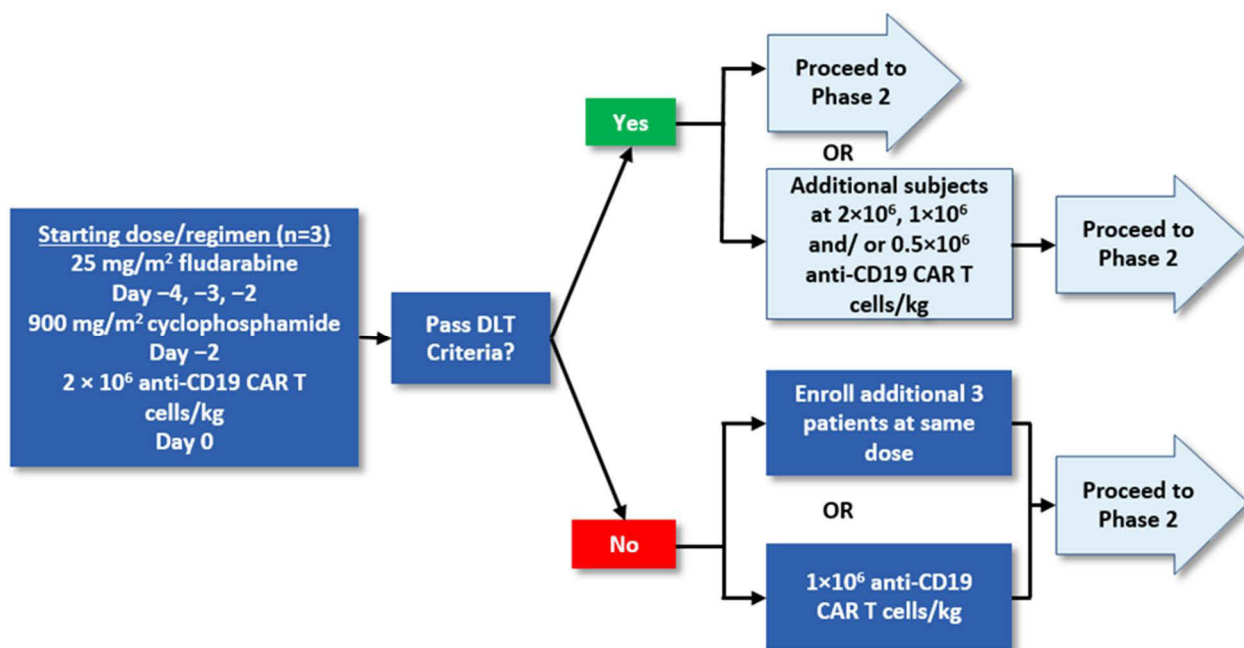 Starting dose/regimen (n=3)
25 mg/m² fludarabine
Day −4, −3, −2
900 mg/m² cyclophosphamide
Day −2
2 × 10⁶ anti-CD19 CAR T
cells/kg
Day 0
Pass DLT
Criteria?
Yes
Proceed to
Phase 2
OR
Additional subjects
at 2×10⁶, 1×10⁶
and/ or 0.5×10⁶
anti-CD19 CAR T
cells/kg
Proceed to
Phase 2
No
Enroll additional 3
patients at same
dose
OR
1×10⁶ anti-CD19
CAR T cells/kg
Proceed to
Phase 2